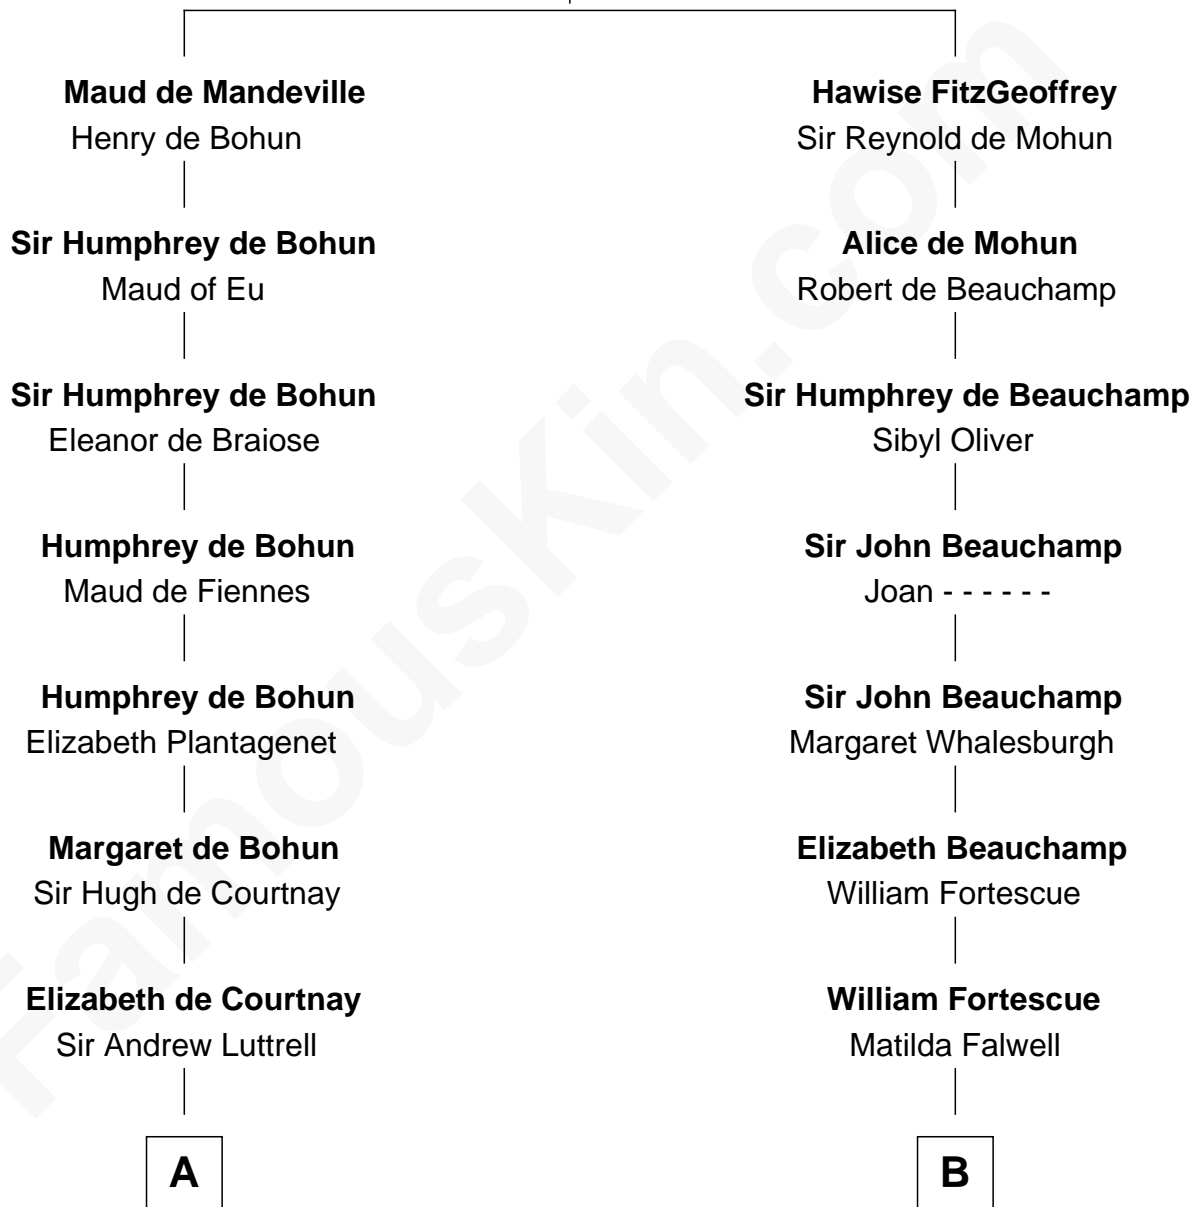 Maud de Mandeville
Henry de Bohun
Sir Humphrey de Bohun
Maud of Eu
Sir Humphrey de Bohun
Eleanor de Braiose
Humphrey de Bohun
Maud de Fiennes
Humphrey de Bohun
Elizabeth Plantagenet
Margaret de Bohun
Sir Hugh de Courtnay
Elizabeth de Courtnay
Sir Andrew Luttrell
A
Hawise FitzGeoffrey
Sir Reynold de Mohun
Alice de Mohun
Robert de Beauchamp
Sir Humphrey de Beauchamp
Sibyl Oliver
Sir John Beauchamp
Joan - - - - - -
Sir John Beauchamp
Margaret Whalesburgh
Elizabeth Beauchamp
William Fortescue
William Fortescue
Matilda Falwell
B
FamousKin.com